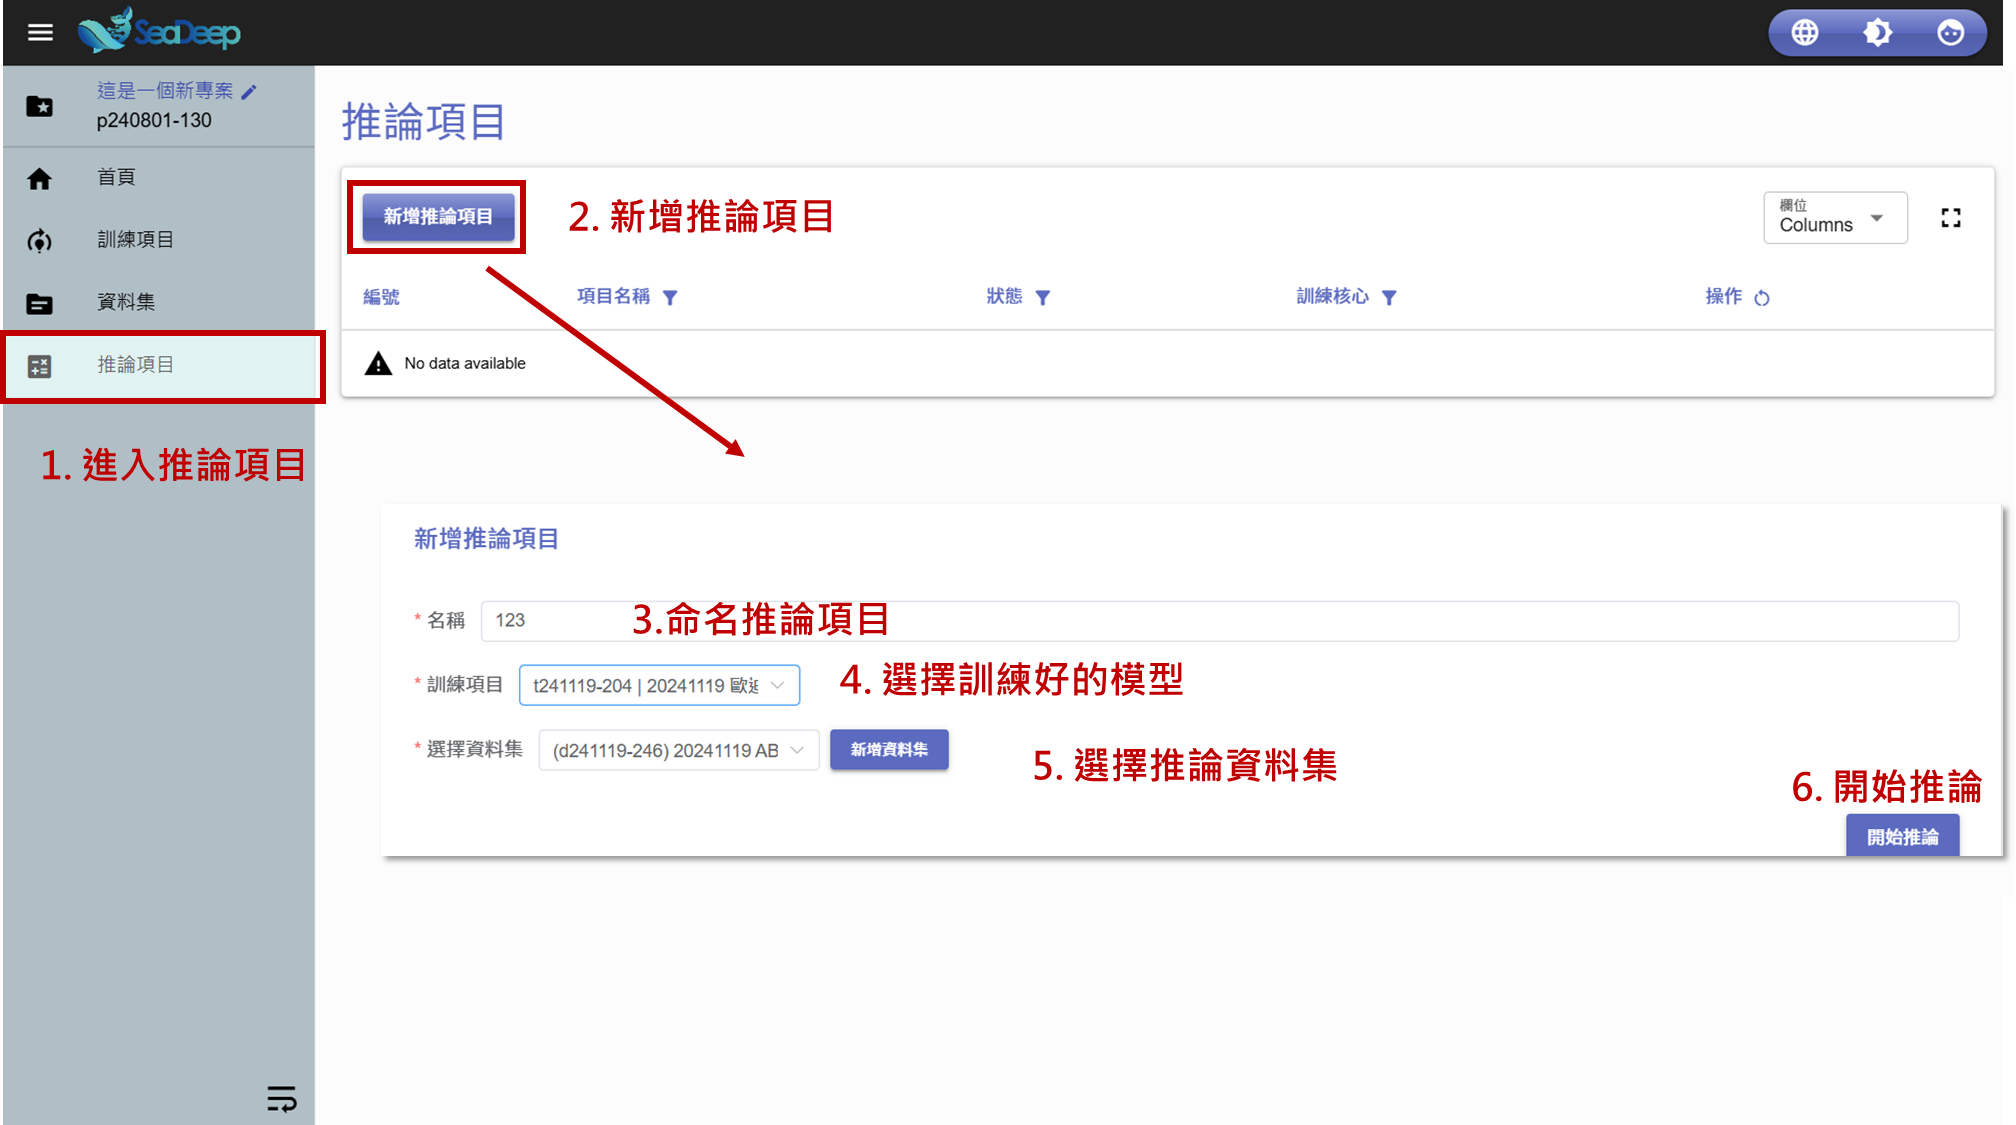 SeaDeep
這是一個新專案
p240801-130
首頁
訓練項目
資料集
推論項目
1. 進入推論項目
推論項目
新增推論項目
2. 新增推論項目
欄位
Columns
編號 項目名稱 狀態 訓練核心 操作
No data available
新增推論項目
* 名稱 123
3.命名推論項目
* 訓練項目 t241119-204 | 20241119 歐
4. 選擇訓練好的模型
* 選擇資料集 (d241119-246) 20241119 AB 新增資料集
5. 選擇推論資料集
6. 開始推論
開始推論